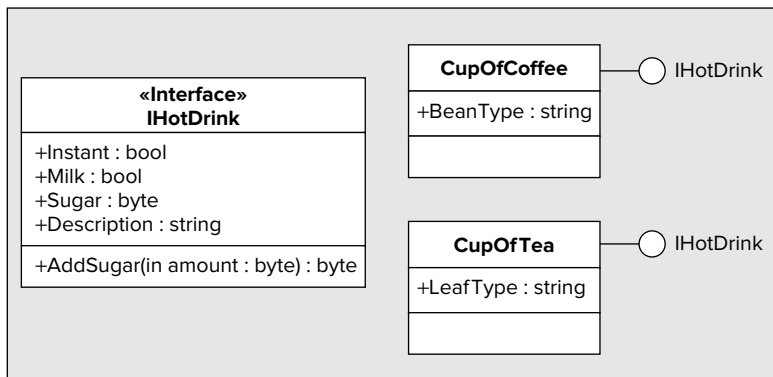 «Interface»
IHotDrink
+Instant : bool
+Milk : bool
+Sugar : byte
+Description : string
+AddSugar(in amount : byte) : byte
CupOfCoffee
+BeanType : string
IHotDrink
CupOfTea
+LeafType : string
IHotDrink